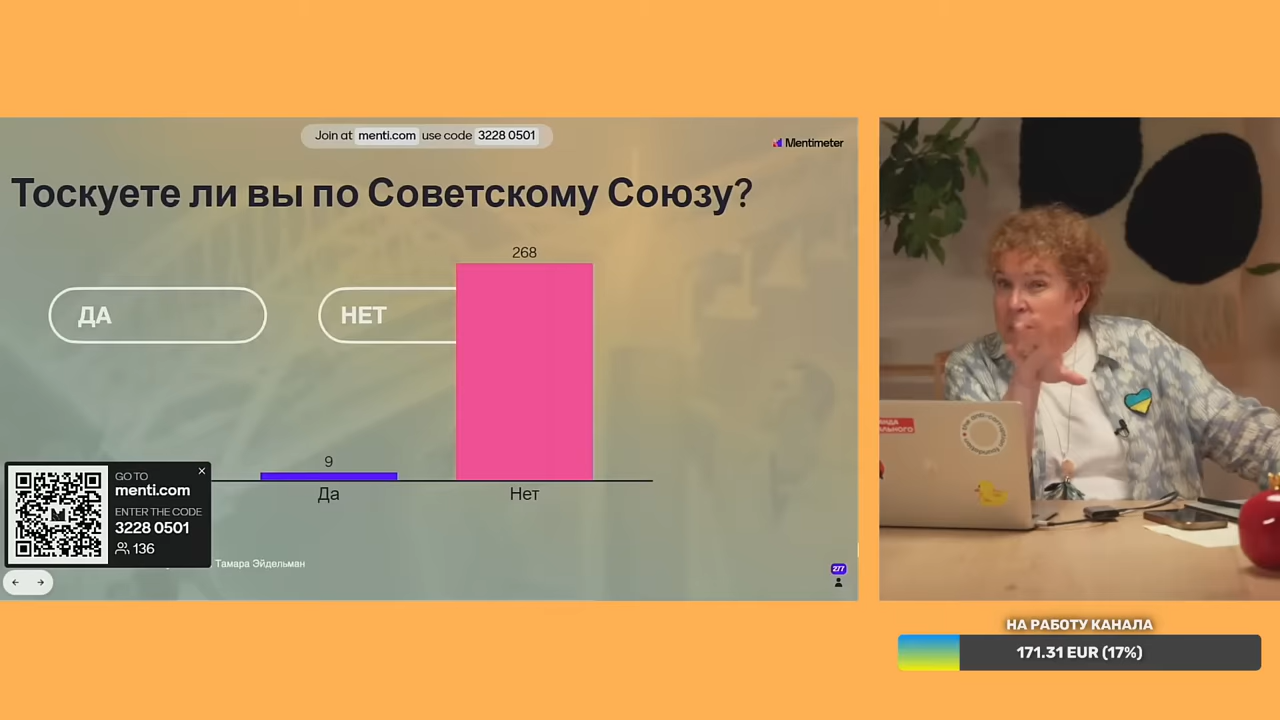 Join at menti.com use code 3228 0501
Mentimeter
Тоскуете ли вы по Советскому Союзу?
268
ДА
НЕТ
9
Да
Нет
GO TO
menti.com
ENTER THE CODE
3228 0501
136
Тамара Эйдельман
277
НА РАБОТУ КАНАЛА
171.31 EUR (17%)